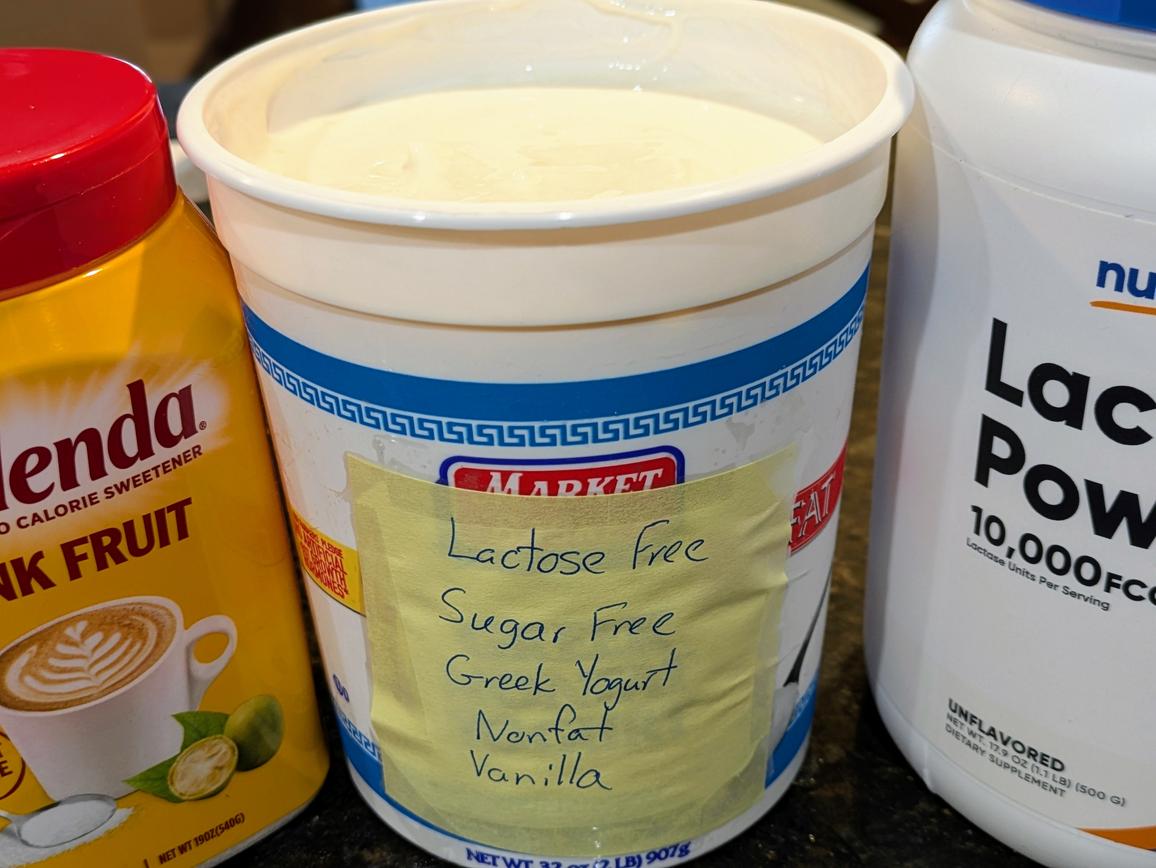 lenda®
O CALORIE SWEETENER
NK FRUIT
NET WT 19OZ(540G)
MARKET
FAT
Lactose Free
Sugar Free
Greek Yogurt
Nonfat
Vanilla
NET WT. 32 oz (2 LB) 907g
nu
Lac
Pow
10,000FCC
Lactase Units Per Serving
UNFLAVORED
NET WT. 17.9 OZ (1.1 LB) (500 G)
DIETARY SUPPLEMENT